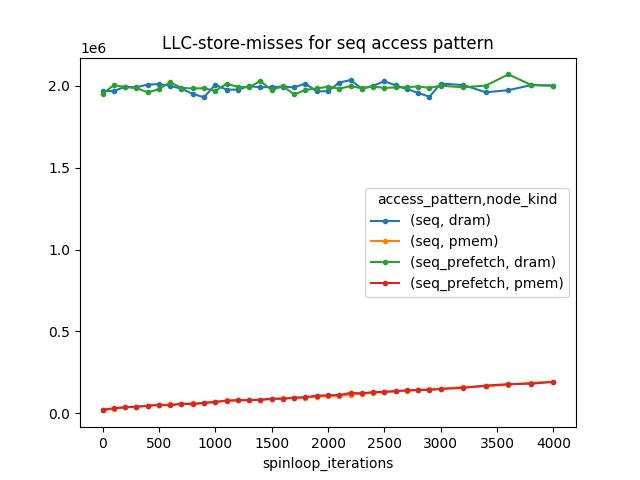 LLC-store-misses for seq access pattern
1e6
2.0
1.5
1.0
0.5
0.0
access_pattern,node_kind
(seq, dram)
(seq, pmem)
(seq_prefetch, dram)
(seq_prefetch, pmem)
0 500 1000 1500 2000 2500 3000 3500 4000
spinloop_iterations